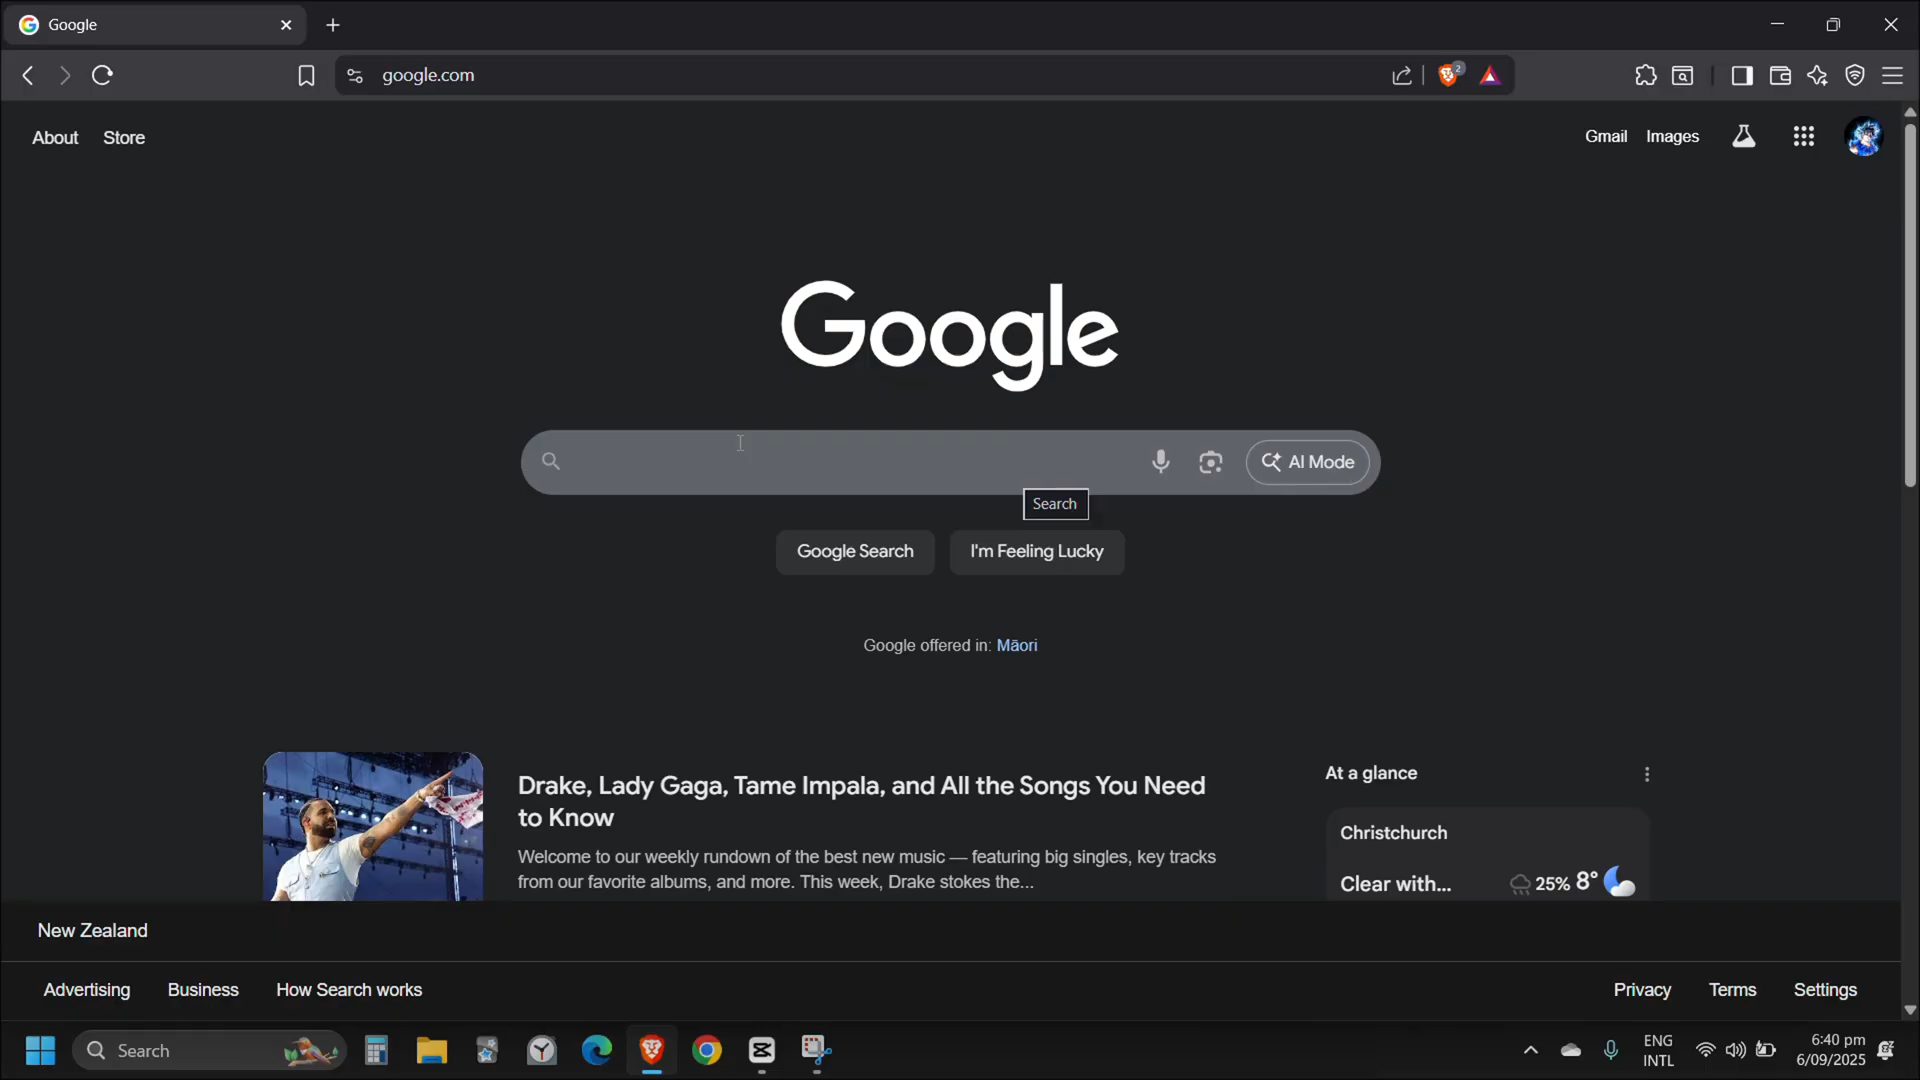 Google
google.com
2
About
Store
Gmail
Images
Google
AI Mode
Search
Google Search
I'm Feeling Lucky
Google offered in: Māori
Drake, Lady Gaga, Tame Impala, and All the Songs You Need
to Know
Welcome to our weekly rundown of the best new music — featuring big singles, key tracks
from our favorite albums, and more. This week, Drake stokes the...
At a glance
Christchurch
Clear with...
25% 8°
New Zealand
Advertising
Business
How Search works
Privacy
Terms
Settings
Search
ENG
INTL
6:40 pm
6/09/2025